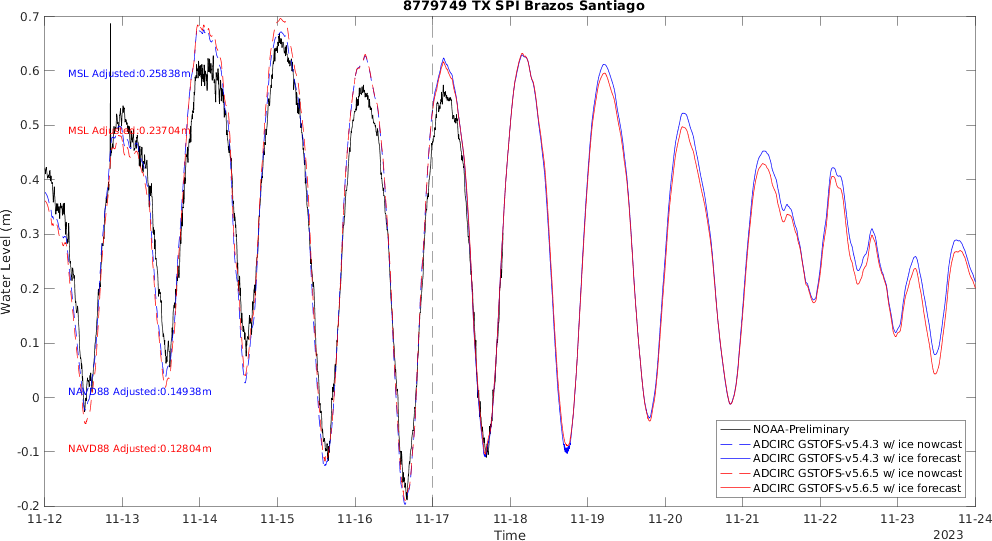 8779749 TX SPI Brazos Santiago
0.7
0.6
0.5
0.4
0.3
0.2
0.1
0
-0.1
-0.2
Water Level (m)
MSL Adjusted:0.25838m
MSL Adjusted:0.23704m
NAVD88 Adjusted:0.14938m
NAVD88 Adjusted:0.12804m
NOAA-Preliminary
ADCIRC GSTOFS-v5.4.3 w/ ice nowcast
ADCIRC GSTOFS-v5.4.3 w/ ice forecast
ADCIRC GSTOFS-v5.6.5 w/ ice nowcast
ADCIRC GSTOFS-v5.6.5 w/ ice forecast
11-12 11-13 11-14 11-15 11-16 11-17 11-18 11-19 11-20 11-21 11-22 11-23 11-24
Time
2023